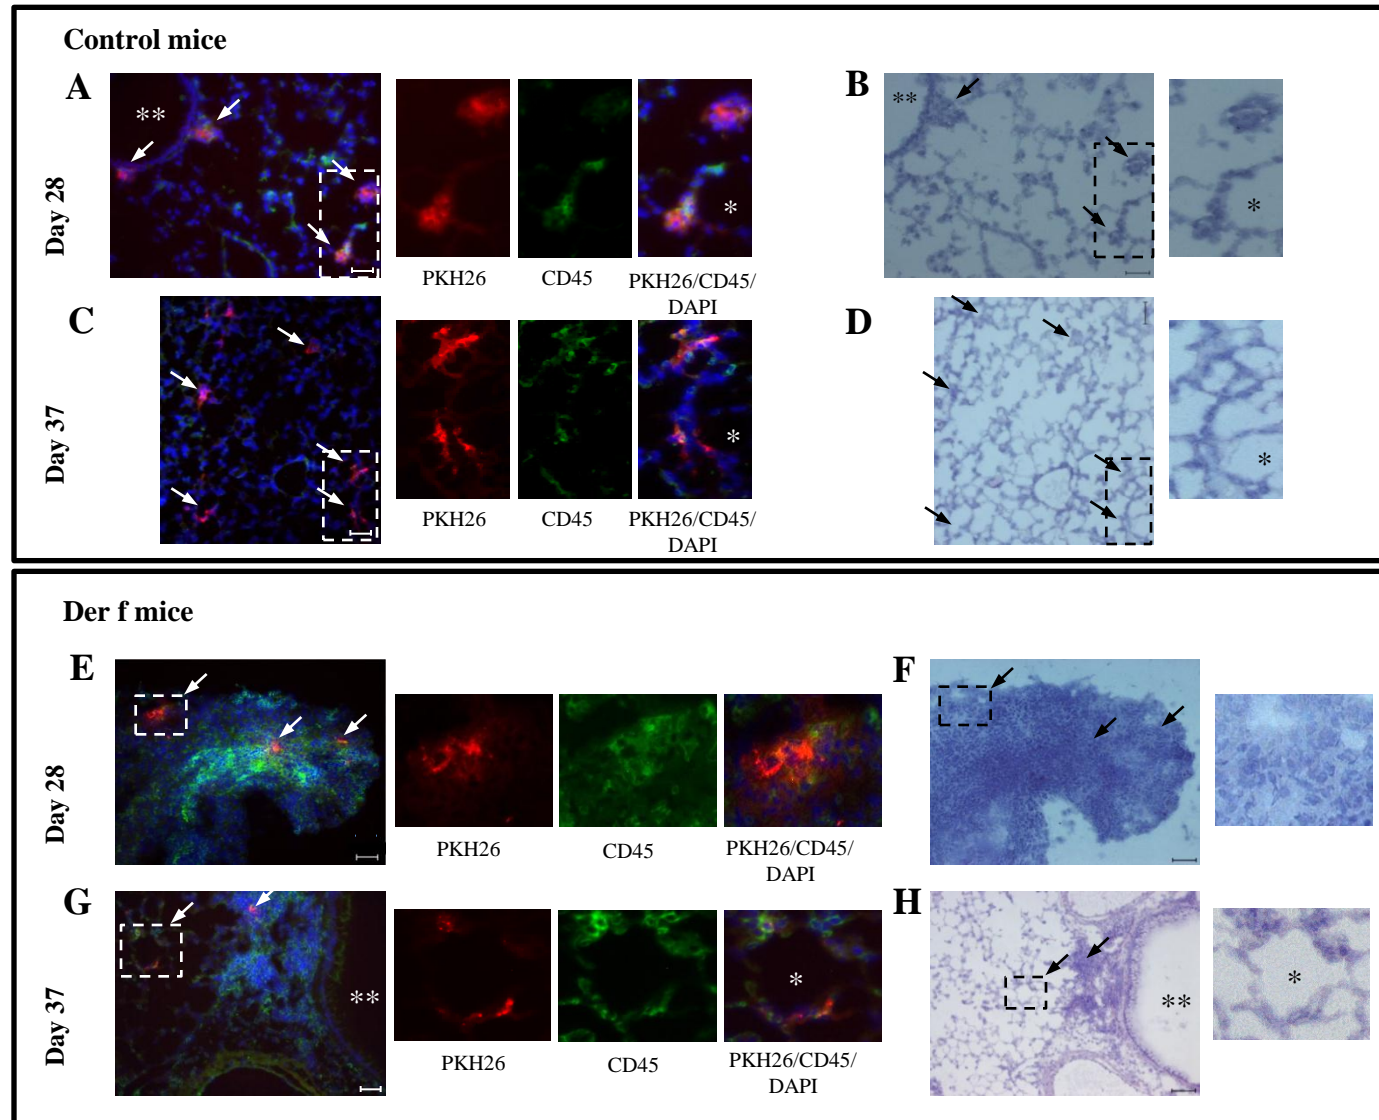 Control mice
A
**
B
**
Day 28
*
*
PKH26
CD45
PKH26/CD45/
DAPI
C
D
Day 37
*
*
PKH26
CD45
PKH26/CD45/
DAPI
Der f mice
E
F
Day 28
PKH26
CD45
PKH26/CD45/
DAPI
G
H
Day 37
**
*
**
*
PKH26
CD45
PKH26/CD45/
DAPI